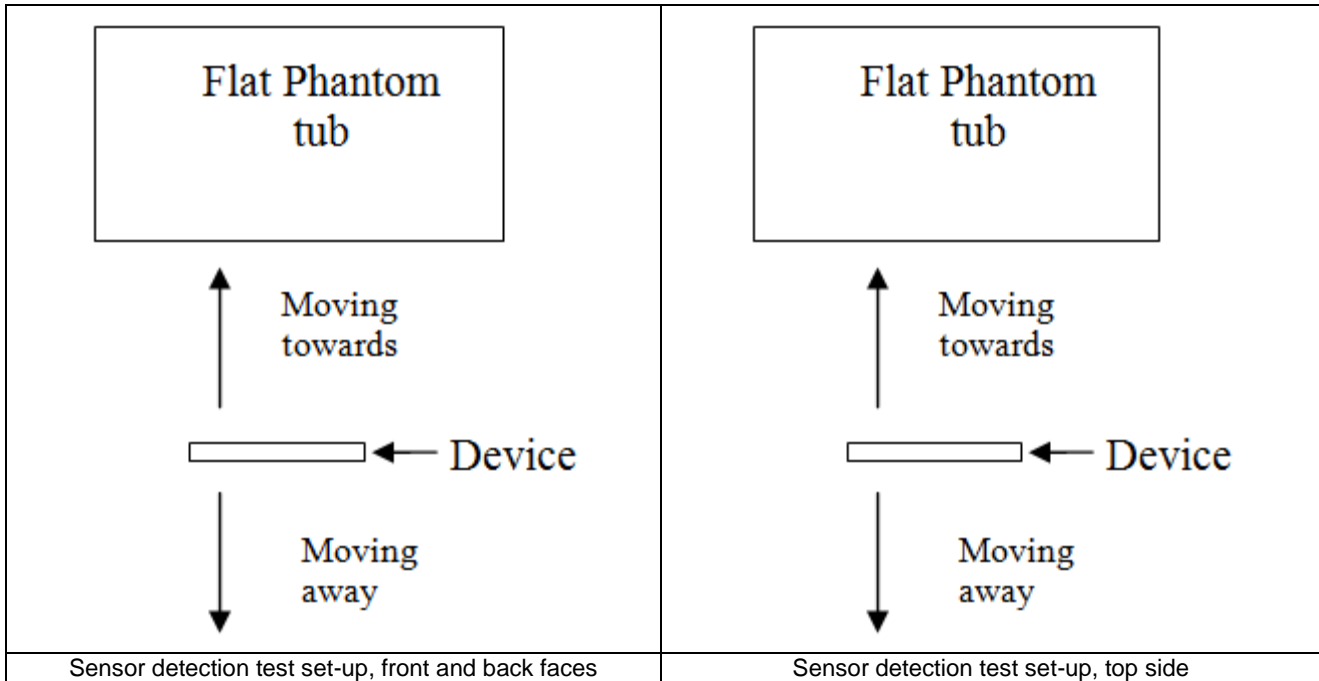 Flat Phantom
tub
Moving
towards
Device
Moving
away
Sensor detection test set-up, front and back faces
Flat Phantom
tub
Moving
towards
Device
Moving
away
Sensor detection test set-up, top side